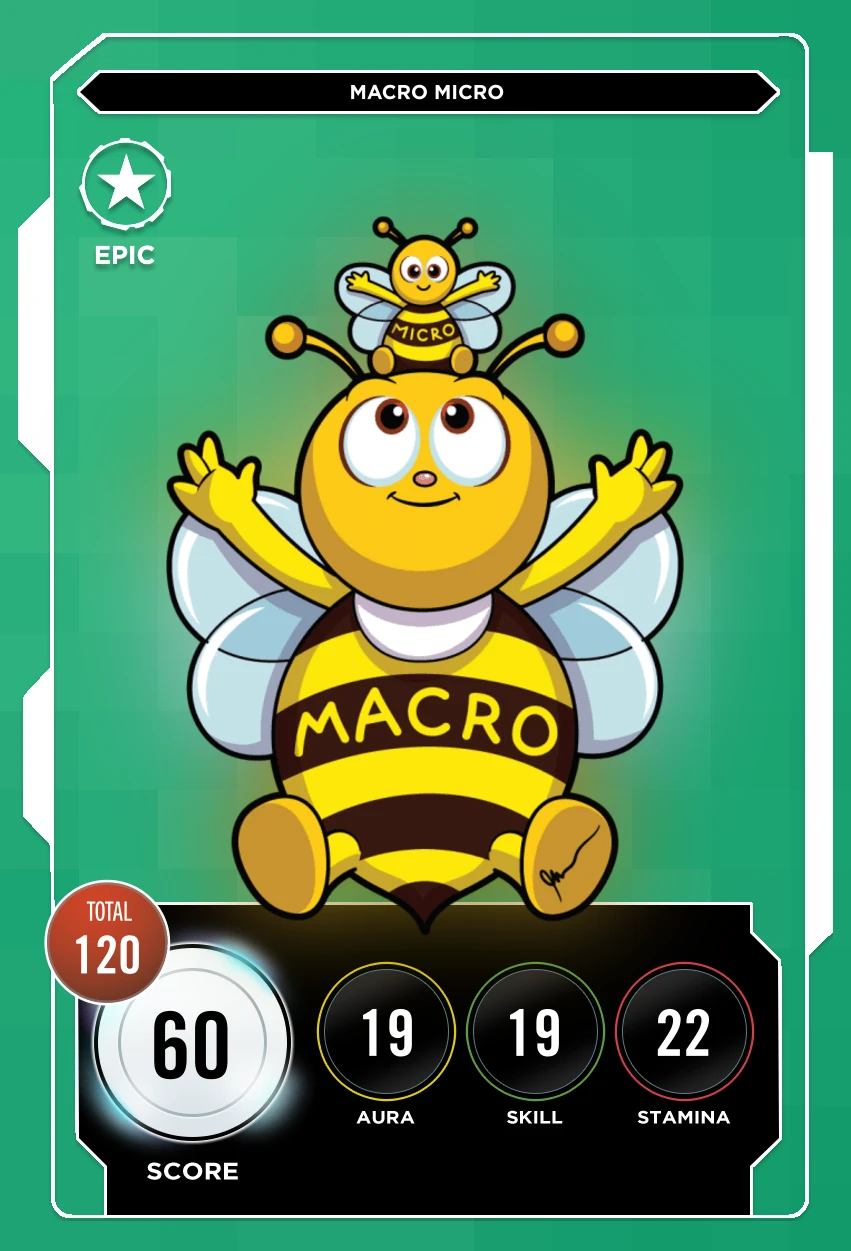 MACRO MICRO
EPIC
MICRO
MACRO
TOTAL
120
60
SCORE
19
AURA
19
SKILL
22
STAMINA